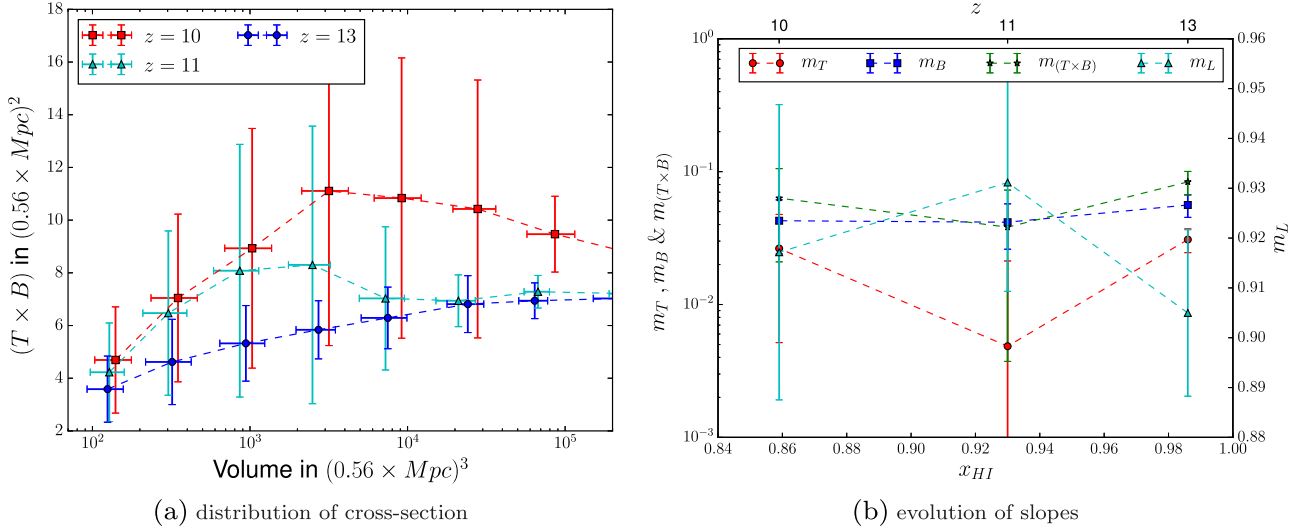 18
16
14
12
10
8
6
4
2
(T × B) in (0.56 × Mpc)²
z = 10
z = 11
z = 13
10² 10³ 10⁴ 10⁵
Volume in (0.56 × Mpc)³
(a) distribution of cross-section
z
10 11 13
10⁰
10⁻¹
10⁻²
10⁻³
m_T , m_B & m_(T×B)
m_T m_B m_(T×B) m_L
0.96
0.95
0.94
0.93
0.92
0.91
0.90
0.89
0.88
m_L
0.84 0.86 0.88 0.90 0.92 0.94 0.96 0.98 1.00
x_HI
(b) evolution of slopes